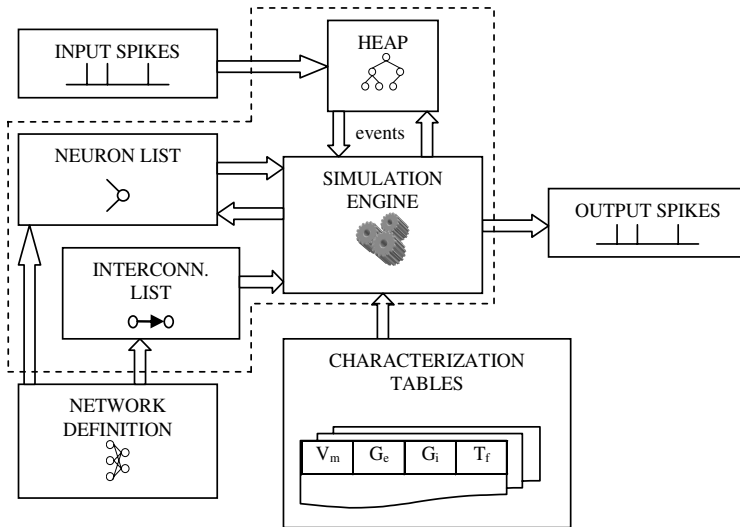 INPUT SPIKES
HEAP
events
NEURON LIST
SIMULATION
ENGINE
OUTPUT SPIKES
INTERCONN.
LIST
NETWORK
DEFINITION
CHARACTERIZATION
TABLES
Vm Ge Gi Tf